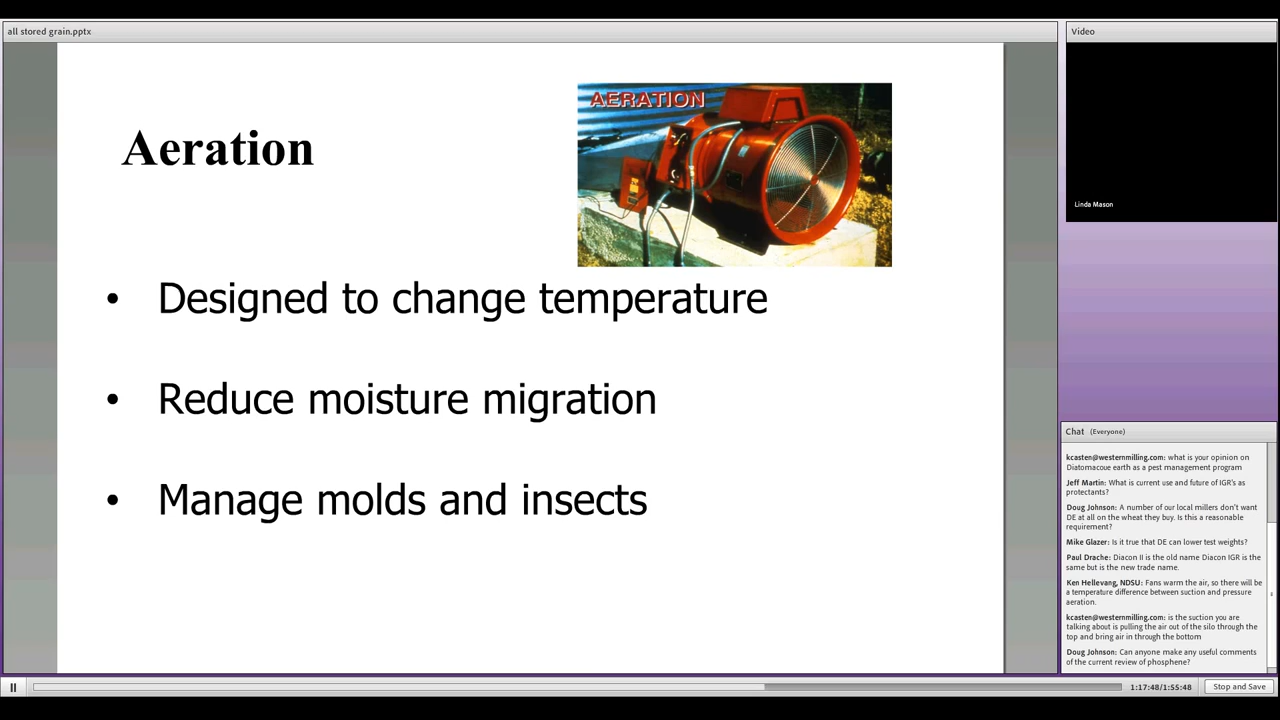 all stored grain.pptx
AERATION
Aeration
• Designed to change temperature
• Reduce moisture migration
• Manage molds and insects
Video
Linda Mason
Chat (Everyone)
kcasten@westernmilling.com: what is your opinion on
Diatomacoue earth as a pest management program
Jeff Martin: What is current use and future of IGR's as
protectants?
Doug Johnson: A number of our local millers don't want
DE at all on the wheat they buy. Is this a reasonable
requirement?
Mike Glazer: Is it true that DE can lower test weights?
Paul Drache: Diacon II is the old name Diacon IGR is the
same but is the new trade name.
Ken Hellevang, NDSU: Fans warm the air, so there will be
a temperature difference between suction and pressure
aeration.
kcasten@westernmilling.com: is the suction you are
talking about is pulling the air out of the silo through the
top and bring air in through the bottom
Doug Johnson: Can anyone make any useful comments
of the current review of phosphene?
1:17:48/1:55:48
Stop and Save